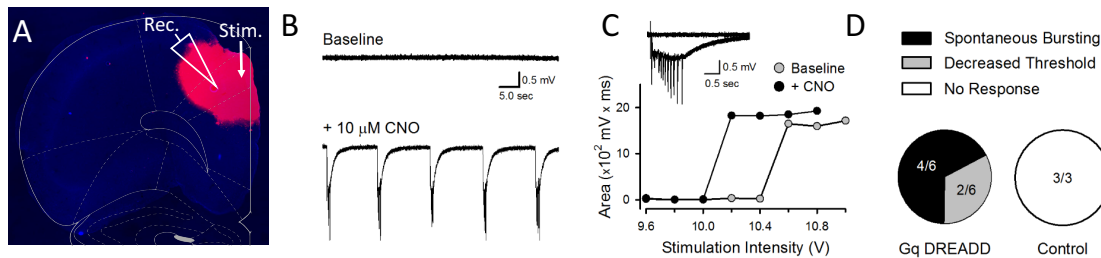 A
Rec.
Stim.
B
Baseline
0.5 mV
5.0 sec
+ 10 μM CNO
0.5 mV
C
0.5 mV
0.5 sec
Baseline
+ CNO
Area (x10² mV x ms)
20
10
0
9.6
10.0
10.4
10.8
Stimulation Intensity (V)
D
Spontaneous Bursting
Decreased Threshold
No Response
4/6
2/6
3/3
Gq DREADD
Control